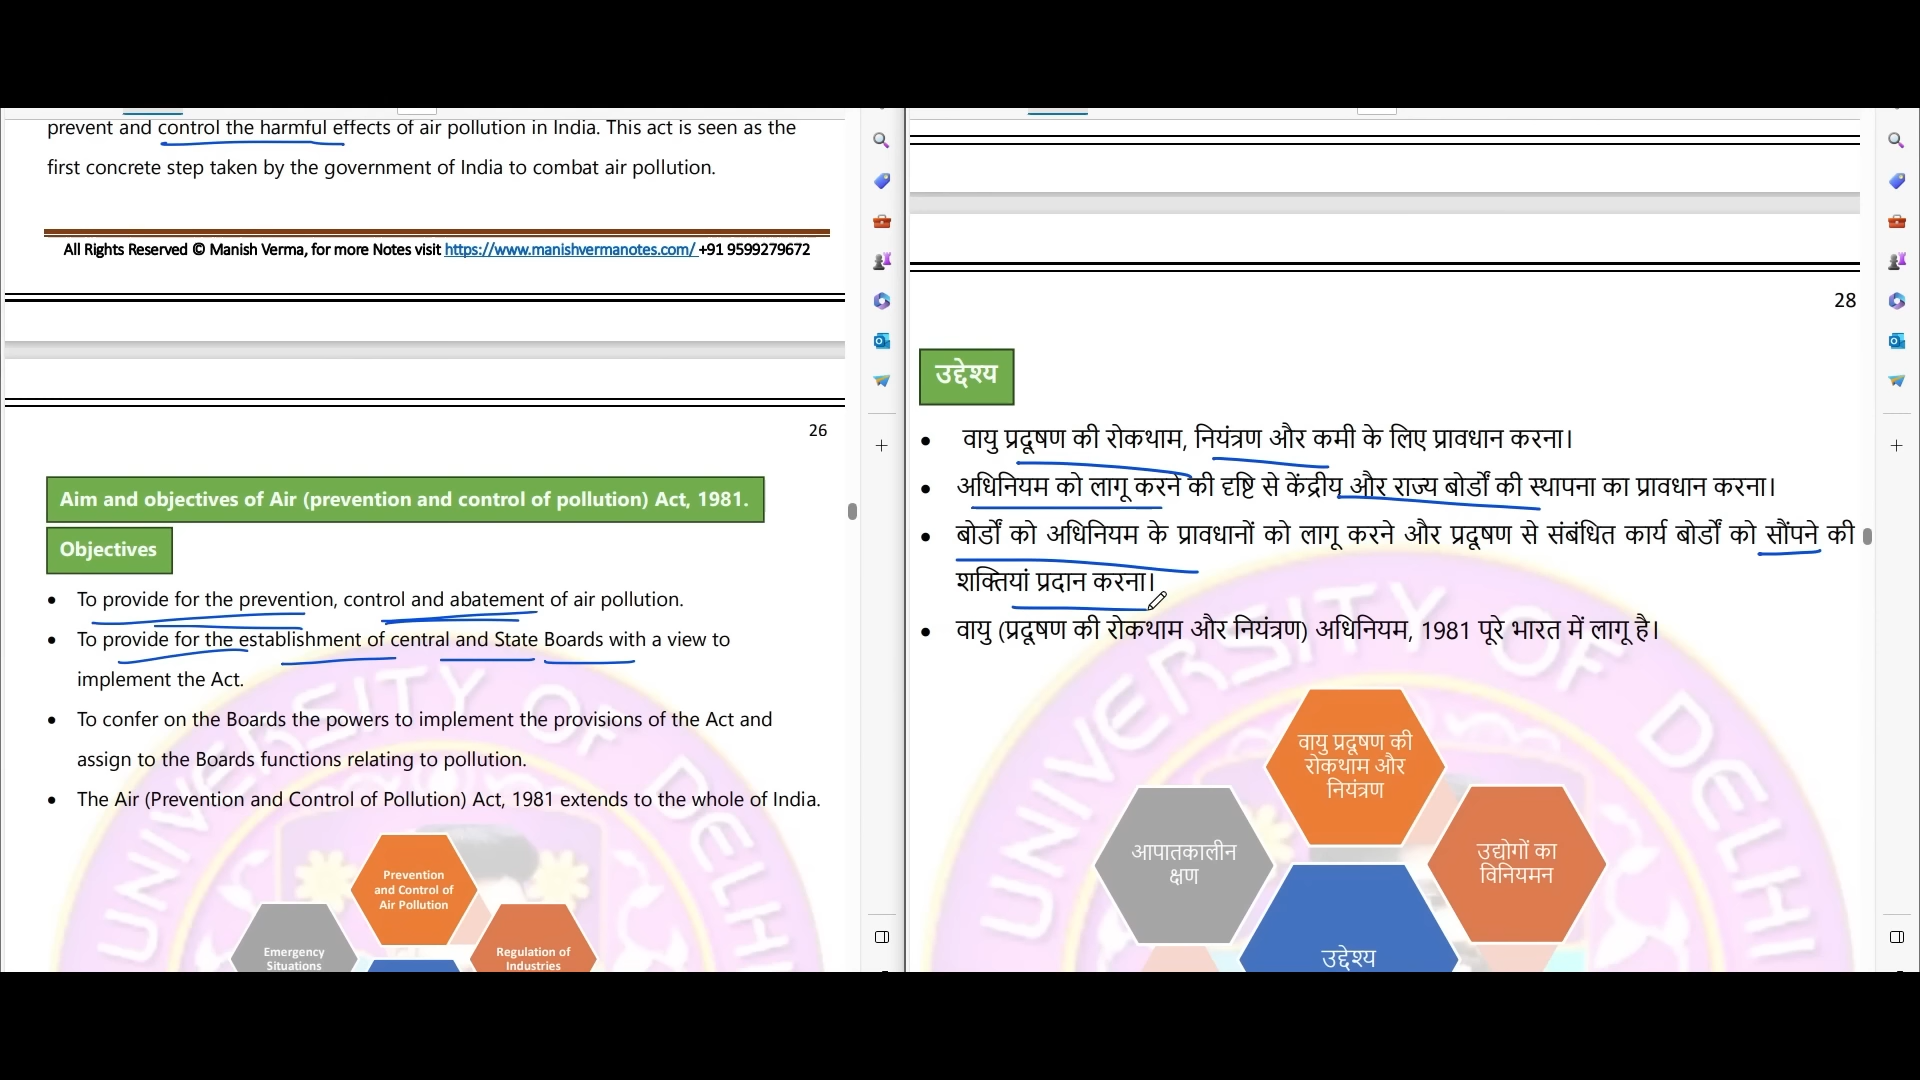 prevent and control the harmful effects of air pollution in India. This act is seen as the
first concrete step taken by the government of India to combat air pollution.
All Rights Reserved © Manish Verma, for more Notes visit https://www.manishvermanotes.com/ +91 9599279672
26
Aim and objectives of Air (prevention and control of pollution) Act, 1981.
Objectives
• To provide for the prevention, control and abatement of air pollution.
• To provide for the establishment of central and State Boards with a view to
implement the Act.
• To confer on the Boards the powers to implement the provisions of the Act and
assign to the Boards functions relating to pollution.
• The Air (Prevention and Control of Pollution) Act, 1981 extends to the whole of India.
Prevention
and Control of
Air Pollution
Emergency
Situations
Regulation of
Industries
UNIVERSITY OF DELHI
28
उद्देश्य
• वायु प्रदूषण की रोकथाम, नियंत्रण और कमी के लिए प्रावधान करना।
• अधिनियम को लागू करने की दृष्टि से केंद्रीय और राज्य बोर्डों की स्थापना का प्रावधान करना।
• बोर्डों को अधिनियम के प्रावधानों को लागू करने और प्रदूषण से संबंधित कार्य बोर्डों को सौंपने की
शक्तियां प्रदान करना।
• वायु (प्रदूषण की रोकथाम और नियंत्रण) अधिनियम, 1981 पूरे भारत में लागू है।
वायु प्रदूषण की
रोकथाम और
नियंत्रण
आपातकालीन
क्षण
उद्योगों का
विनियमन
उद्देश्य
UNIVERSITY OF DELHI